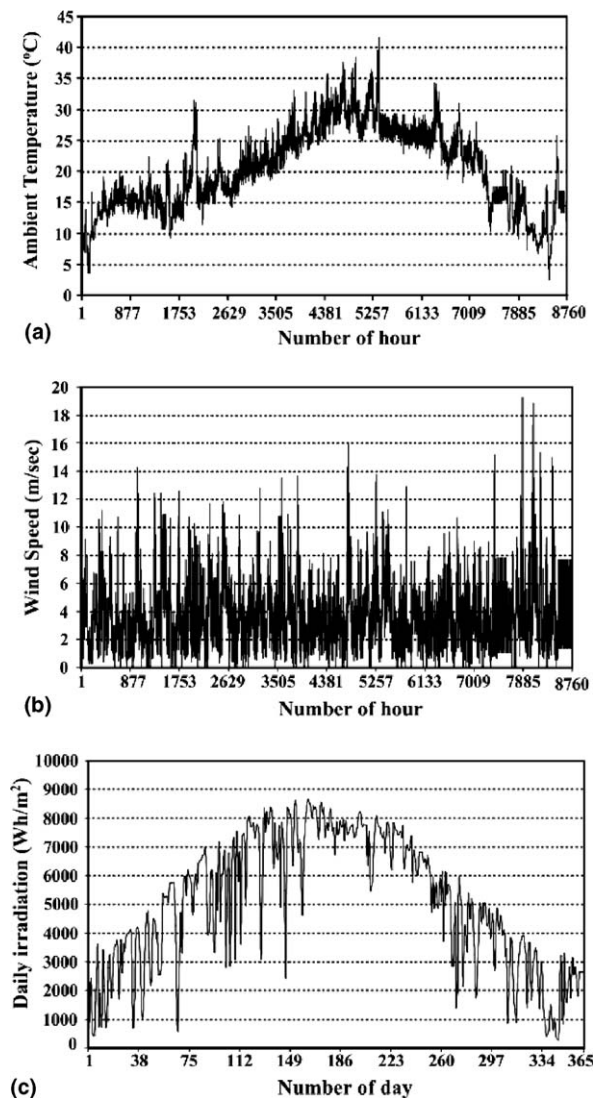 45
40
35
30
25
20
15
10
5
0
Ambient Temperature (°C)
1 877 1753 2629 3505 4381 5257 6133 7009 7885 8760
Number of hour
(a)
20
18
16
14
12
10
8
6
4
2
0
Wind Speed (m/sec)
1 877 1753 2629 3505 4381 5257 6133 7009 7885 8760
Number of hour
(b)
10000
9000
8000
7000
6000
5000
4000
3000
2000
1000
0
Daily irradiation (Wh/m²)
1 38 75 112 149 186 223 260 297 334 365
Number of day
(c)